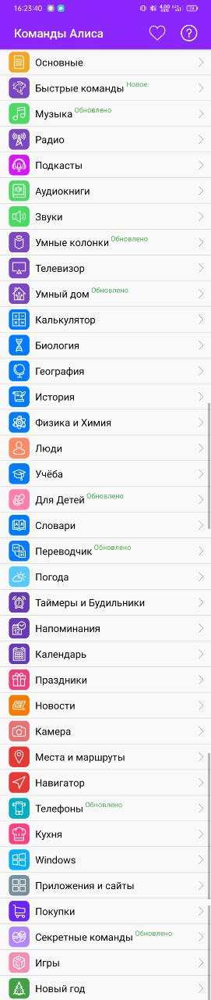 16:23:40
Команды Алиса
Основные
Быстрые команды Новое
Музыка Обновлено
Радио
Подкасты
Аудиокниги
Звуки
Умные колонки Обновлено
Телевизор
Умный дом Обновлено
Калькулятор
Биология
География
История
Физика и Химия
Люди
Учёба
Для Детей Обновлено
Словари
Переводчик Обновлено
Погода
Таймеры и Будильники
Напоминания
Календарь
Праздники
Новости
Камера
Места и маршруты
Навигатор
Телефоны Обновлено
Кухня
Windows
Приложения и сайты
Покупки
Секретные команды Обновлено
Игры
Новый год